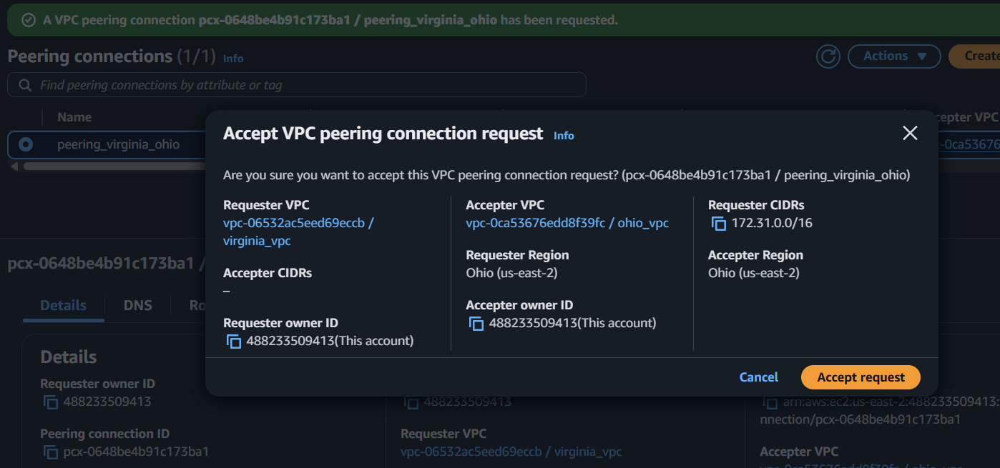 A VPC peering connection pcx-0648be4b91c173ba1 / peering_virginia_ohio has been requested.
Peering connections (1/1) Info
Actions
Create
Find peering connections by attribute or tag
Name
cepter VPC
peering_virginia_ohio
-0ca53676
Accept VPC peering connection request Info
Are you sure you want to accept this VPC peering connection request? (pcx-0648be4b91c173ba1 / peering_virginia_ohio)
Requester VPC
vpc-06532ac5eed69eccb /
virginia_vpc
Accepter CIDRs
–
Requester owner ID
488233509413(This account)
Accepter VPC
vpc-0ca53676edd8f39fc / ohio_vpc
Requester Region
Ohio (us-east-2)
Accepter owner ID
488233509413(This account)
Requester CIDRs
172.31.0.0/16
Accepter Region
Ohio (us-east-2)
Cancel
Accept request
pcx-0648be4b91c173ba1 /
Details
DNS
Ro
Details
Requester owner ID
488233509413
Peering connection ID
pcx-0648be4b91c173ba1
488233509413
Requester VPC
vpc-06532ac5eed69eccb / virginia_vpc
arn:aws:ec2:us-east-2:488233509413:
nnection/pcx-0648be4b91c173ba1
Accepter VPC